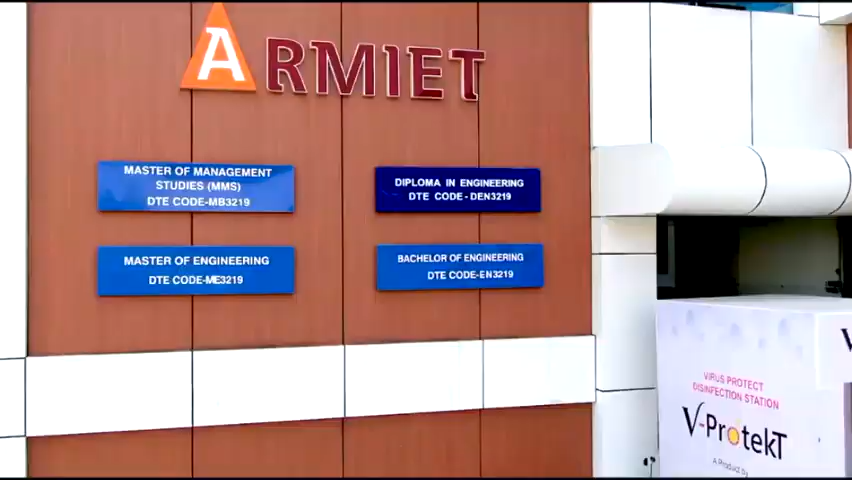 A
ARMIET
MASTER OF MANAGEMENT
STUDIES (MMS)
DTE CODE-MB3219
DIPLOMA IN ENGINEERING
DTE CODE- DEN3219
MASTER OF ENGINEERING
DTE CODE-ME3219
BACHELOR OF ENGINEERING
DTE CODE-EN3219
VIRUS PROTECT
DISINFECTION STATION
V-ProtekT
A Product By
V